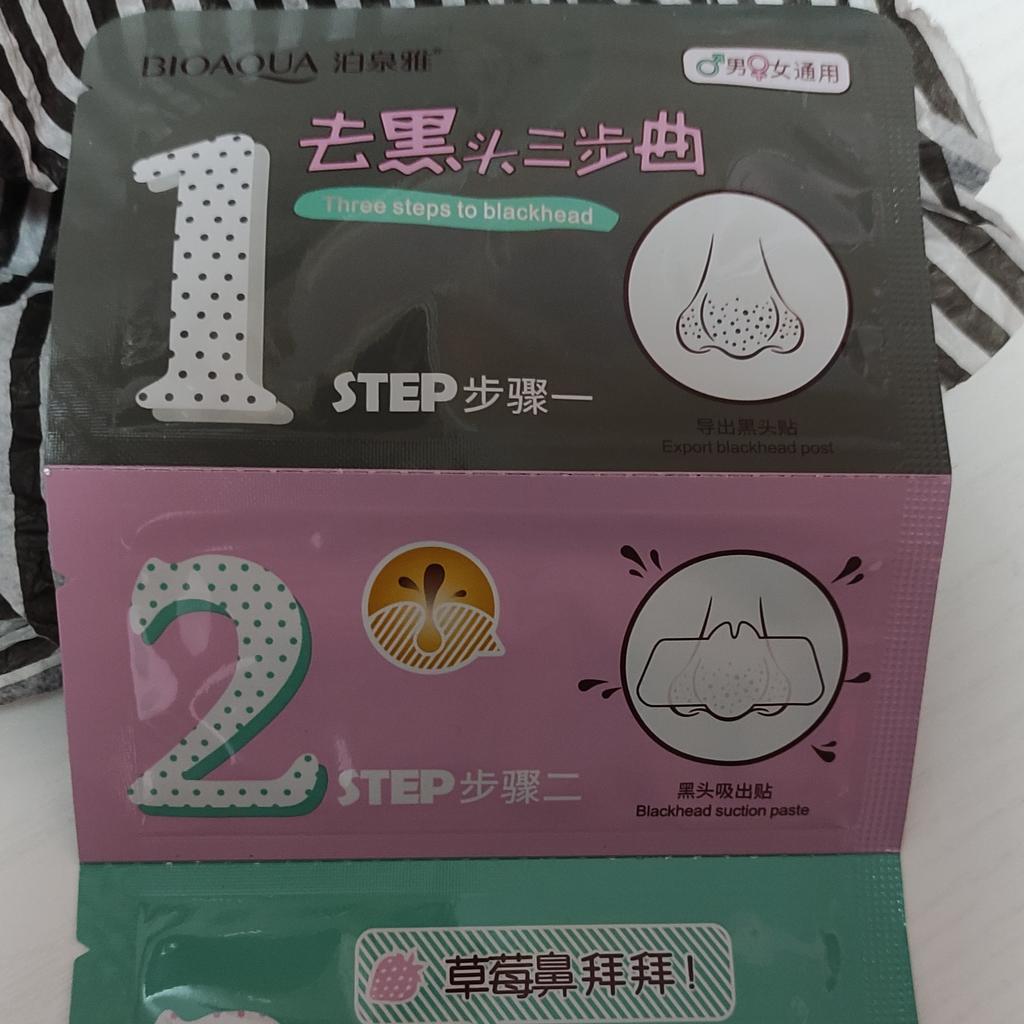 BIOAQUA 泊泉雅®
♂男♀女通用
1
去黑头三步曲
Three steps to blackhead
STEP 步骤一
导出黑头贴
Export blackhead post
2
STEP 步骤二
黑头吸出贴
Blackhead suction paste
草莓鼻拜拜!